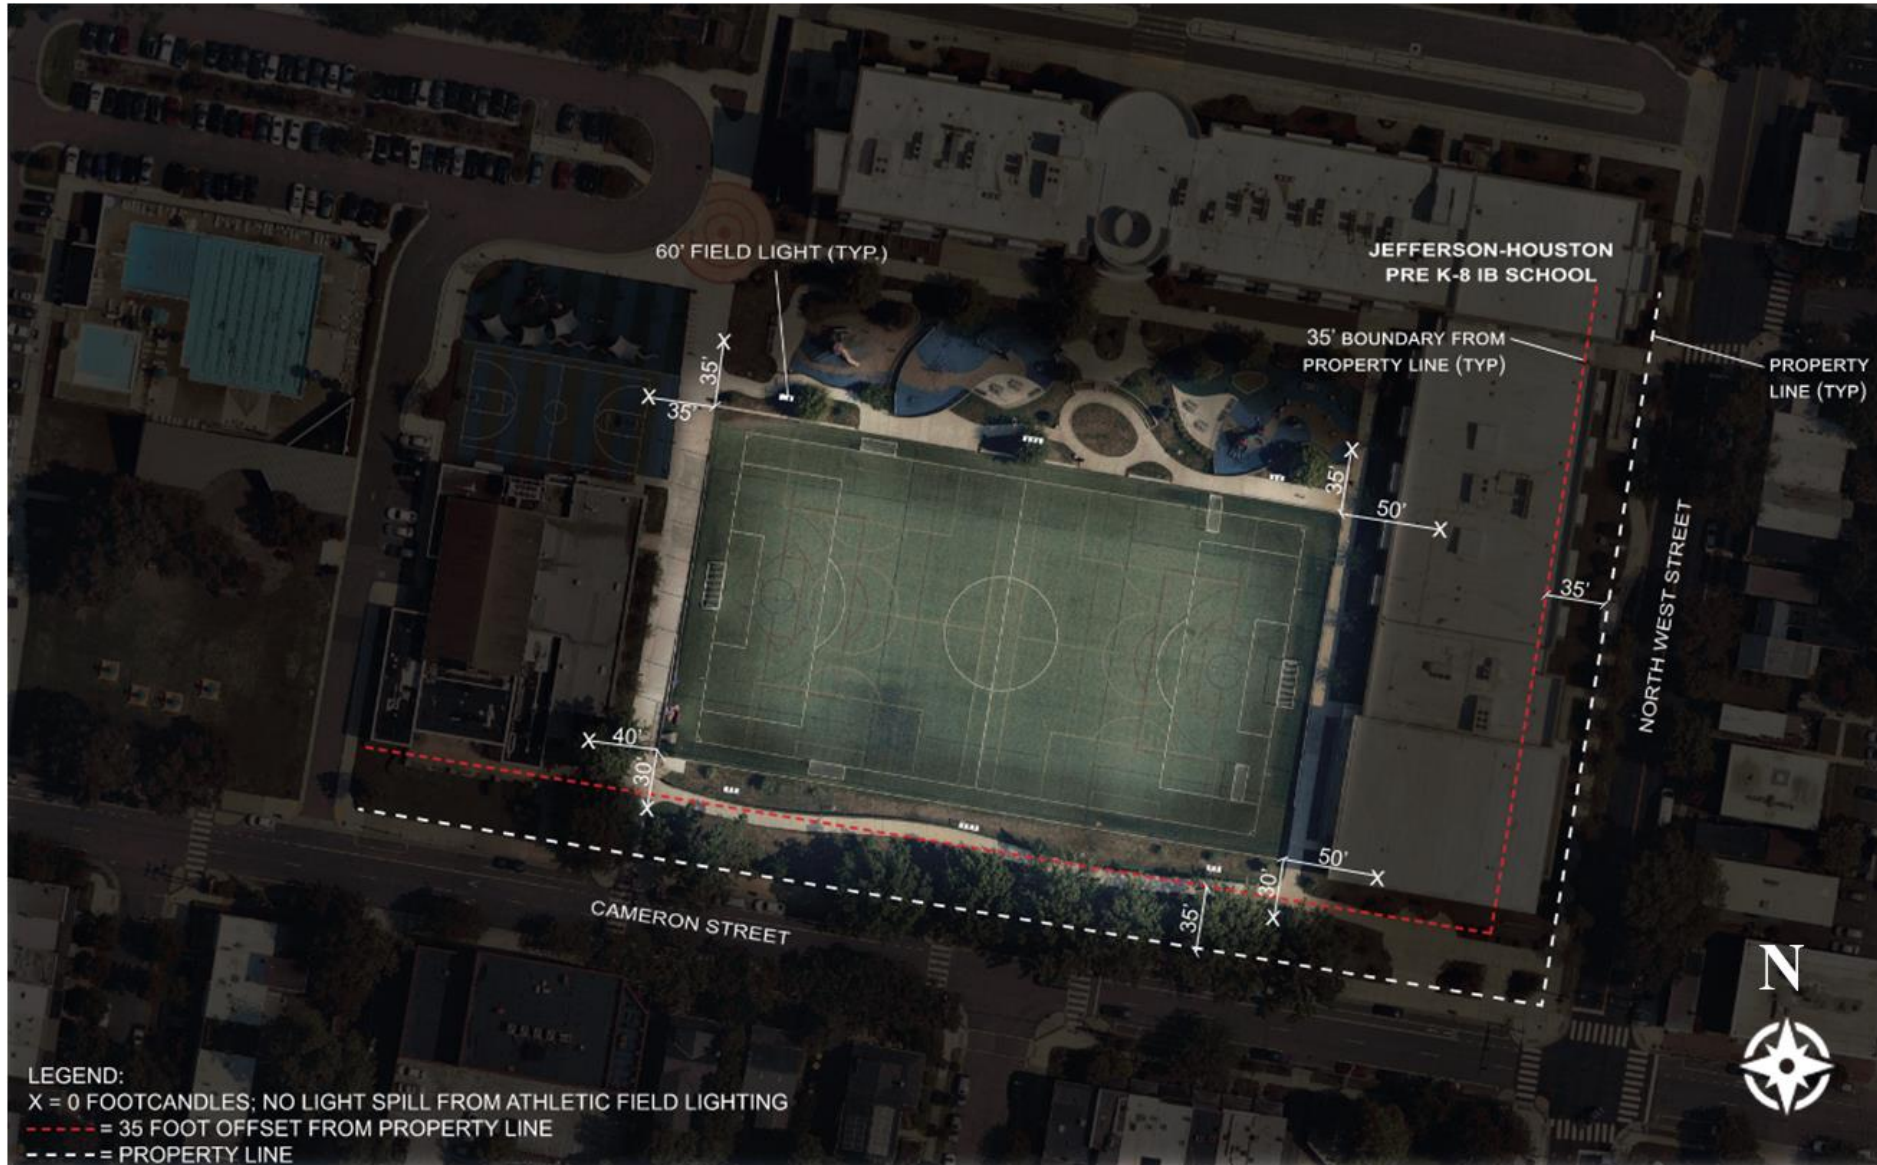 60' FIELD LIGHT (TYP.)
JEFFERSON-HOUSTON
PRE K-8 IB SCHOOL
35' BOUNDARY FROM
PROPERTY LINE (TYP)
PROPERTY
LINE (TYP)
35'
35'
35'
50'
35'
NORTH WEST STREET
40'
30'
50'
30'
35'
CAMERON STREET
N
LEGEND:
X = 0 FOOTCANDLES; NO LIGHT SPILL FROM ATHLETIC FIELD LIGHTING
= 35 FOOT OFFSET FROM PROPERTY LINE
= PROPERTY LINE